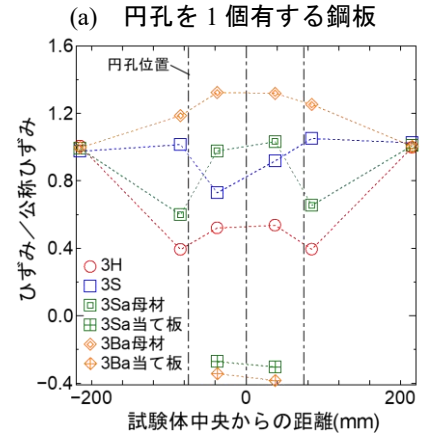 (a) 円孔を1個有する鋼板
1.6
円孔位置
1.2
0.8
0.4
0.0
−0.4
ひずみ／公称ひずみ
3H
3S
3Sa母材
3Sa当て板
3Ba母材
3Ba当て板
−200 −100 0 100 200
試験体中央からの距離(mm)